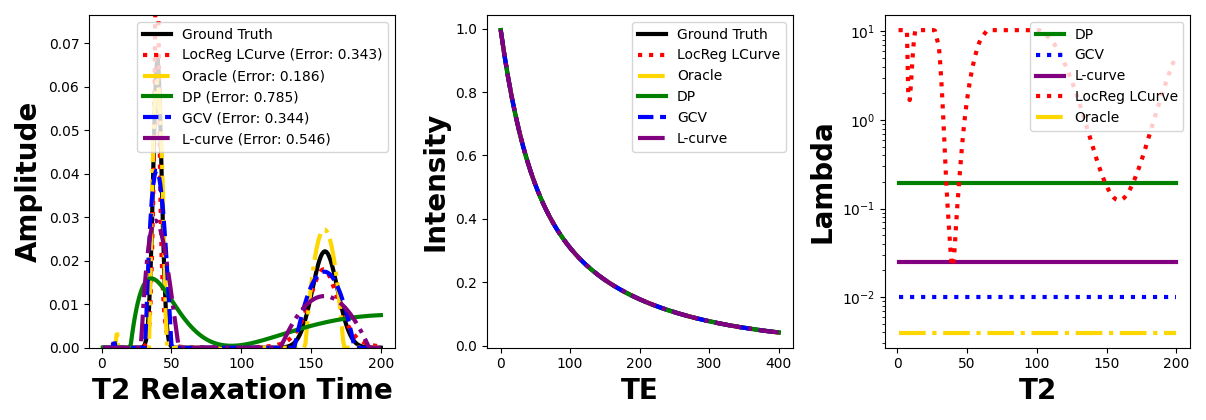 Amplitude
0.07
0.06
0.05
0.04
0.03
0.02
0.01
0.00
0
50
100
150
200
T2 Relaxation Time
Ground Truth
LocReg LCurve (Error: 0.343)
Oracle (Error: 0.186)
DP (Error: 0.785)
GCV (Error: 0.344)
L-curve (Error: 0.546)
Intensity
1.0
0.8
0.6
0.4
0.2
0.0
0
100
200
300
400
TE
Ground Truth
LocReg LCurve
Oracle
DP
GCV
L-curve
Lambda
10¹
10⁰
10⁻¹
10⁻²
0
50
100
150
200
T2
DP
GCV
L-curve
LocReg LCurve
Oracle